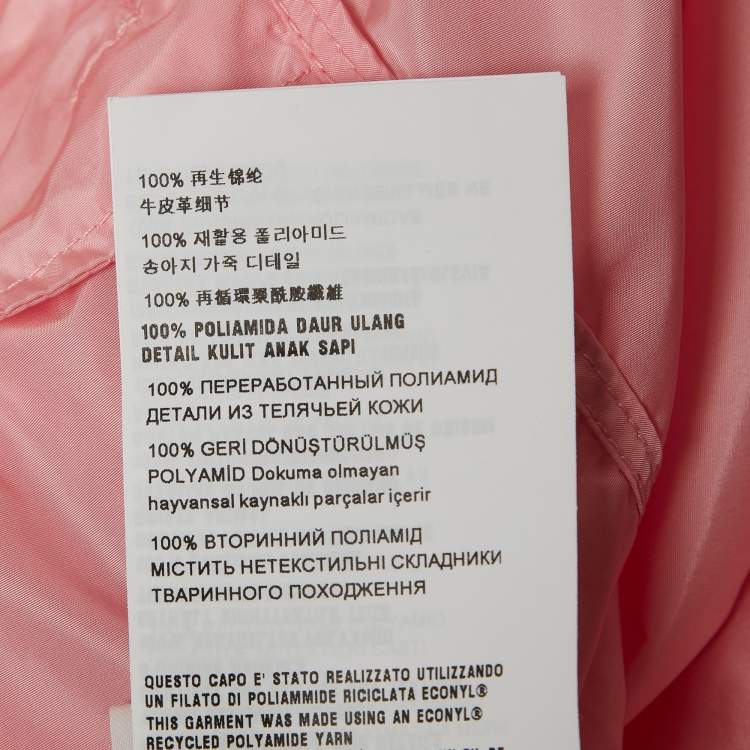 100% 再生锦纶
牛皮革细节
100% 재활용 폴리아미드
송아지 가죽 디테일
100% 再循環聚酰胺纖維
100% POLIAMIDA DAUR ULANG
DETAIL KULIT ANAK SAPI
100% ПЕРЕРАБОТАННЫЙ ПОЛИАМИД
ДЕТАЛИ ИЗ ТЕЛЯЧЬЕЙ КОЖИ
100% GERİ DÖNÜŞTÜRÜLMÜŞ
POLYAMİD Dokuma olmayan
hayvansal kaynaklı parçalar içerir
100% ВТОРИННИЙ ПОЛІАМІД
МІСТИТЬ НЕТЕКСТИЛЬНІ СКЛАДНИКИ
ТВАРИННОГО ПОХОДЖЕННЯ
QUESTO CAPO E' STATO REALIZZATO UTILIZZANDO
UN FILATO DI POLIAMMIDE RICICLATA ECONYL®
THIS GARMENT WAS MADE USING AN ECONYL®
RECYCLED POLYAMIDE YARN